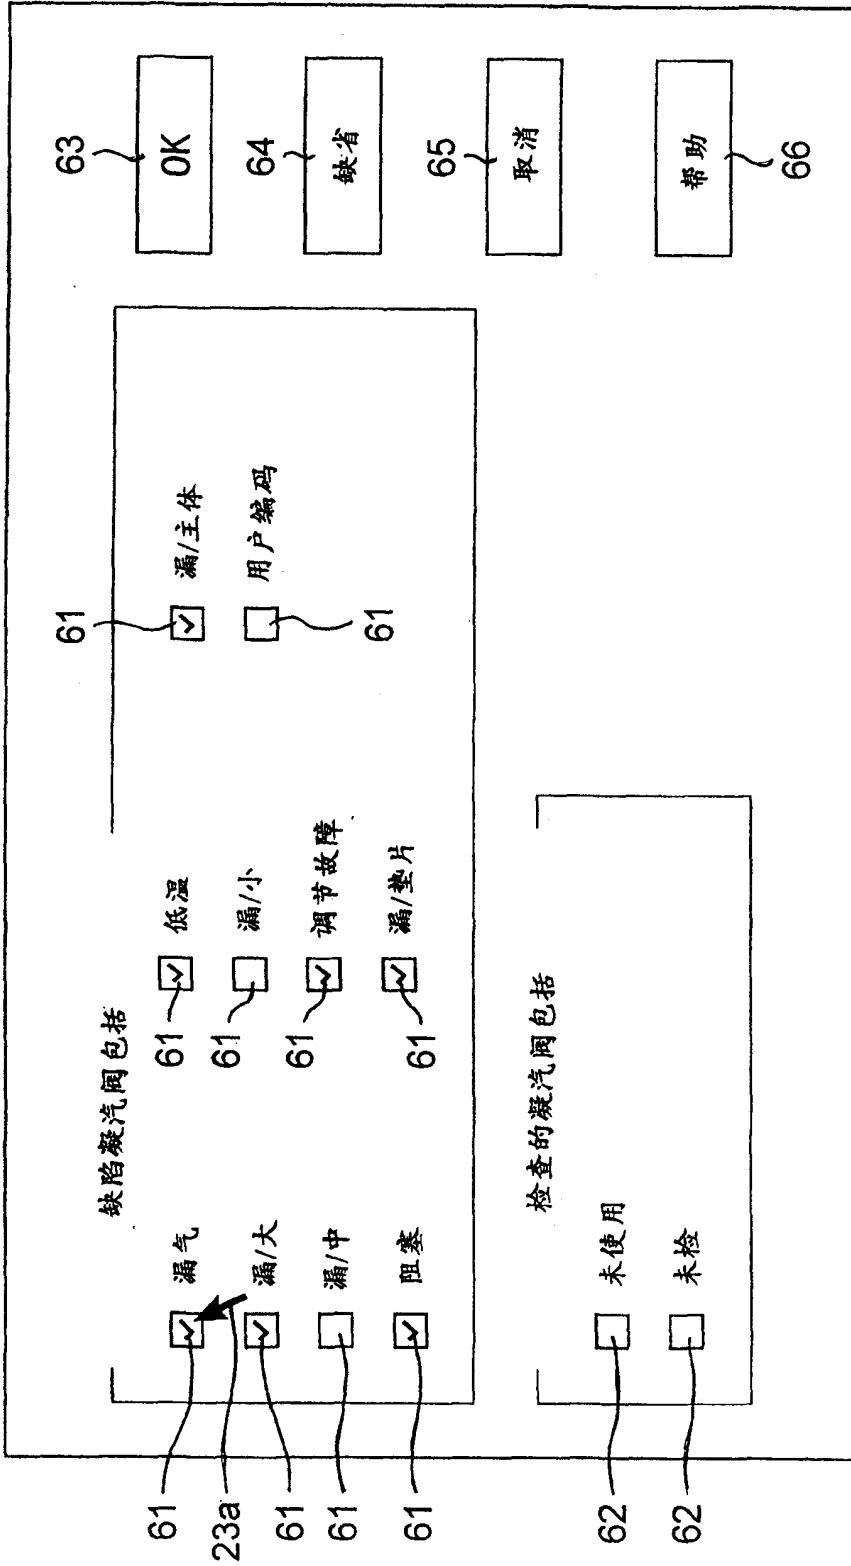 缺陷凝汽阀包括
61 漏气
23a
61 漏/大
61 漏/中
61 阻塞
61 低温
61 漏/小
61 调节故障
61 漏/垫片
61 漏/主体
61 用户编码
检查的凝汽阀包括
62 未使用
62 未检
63 OK
64 缺省
65 取消
66 帮助